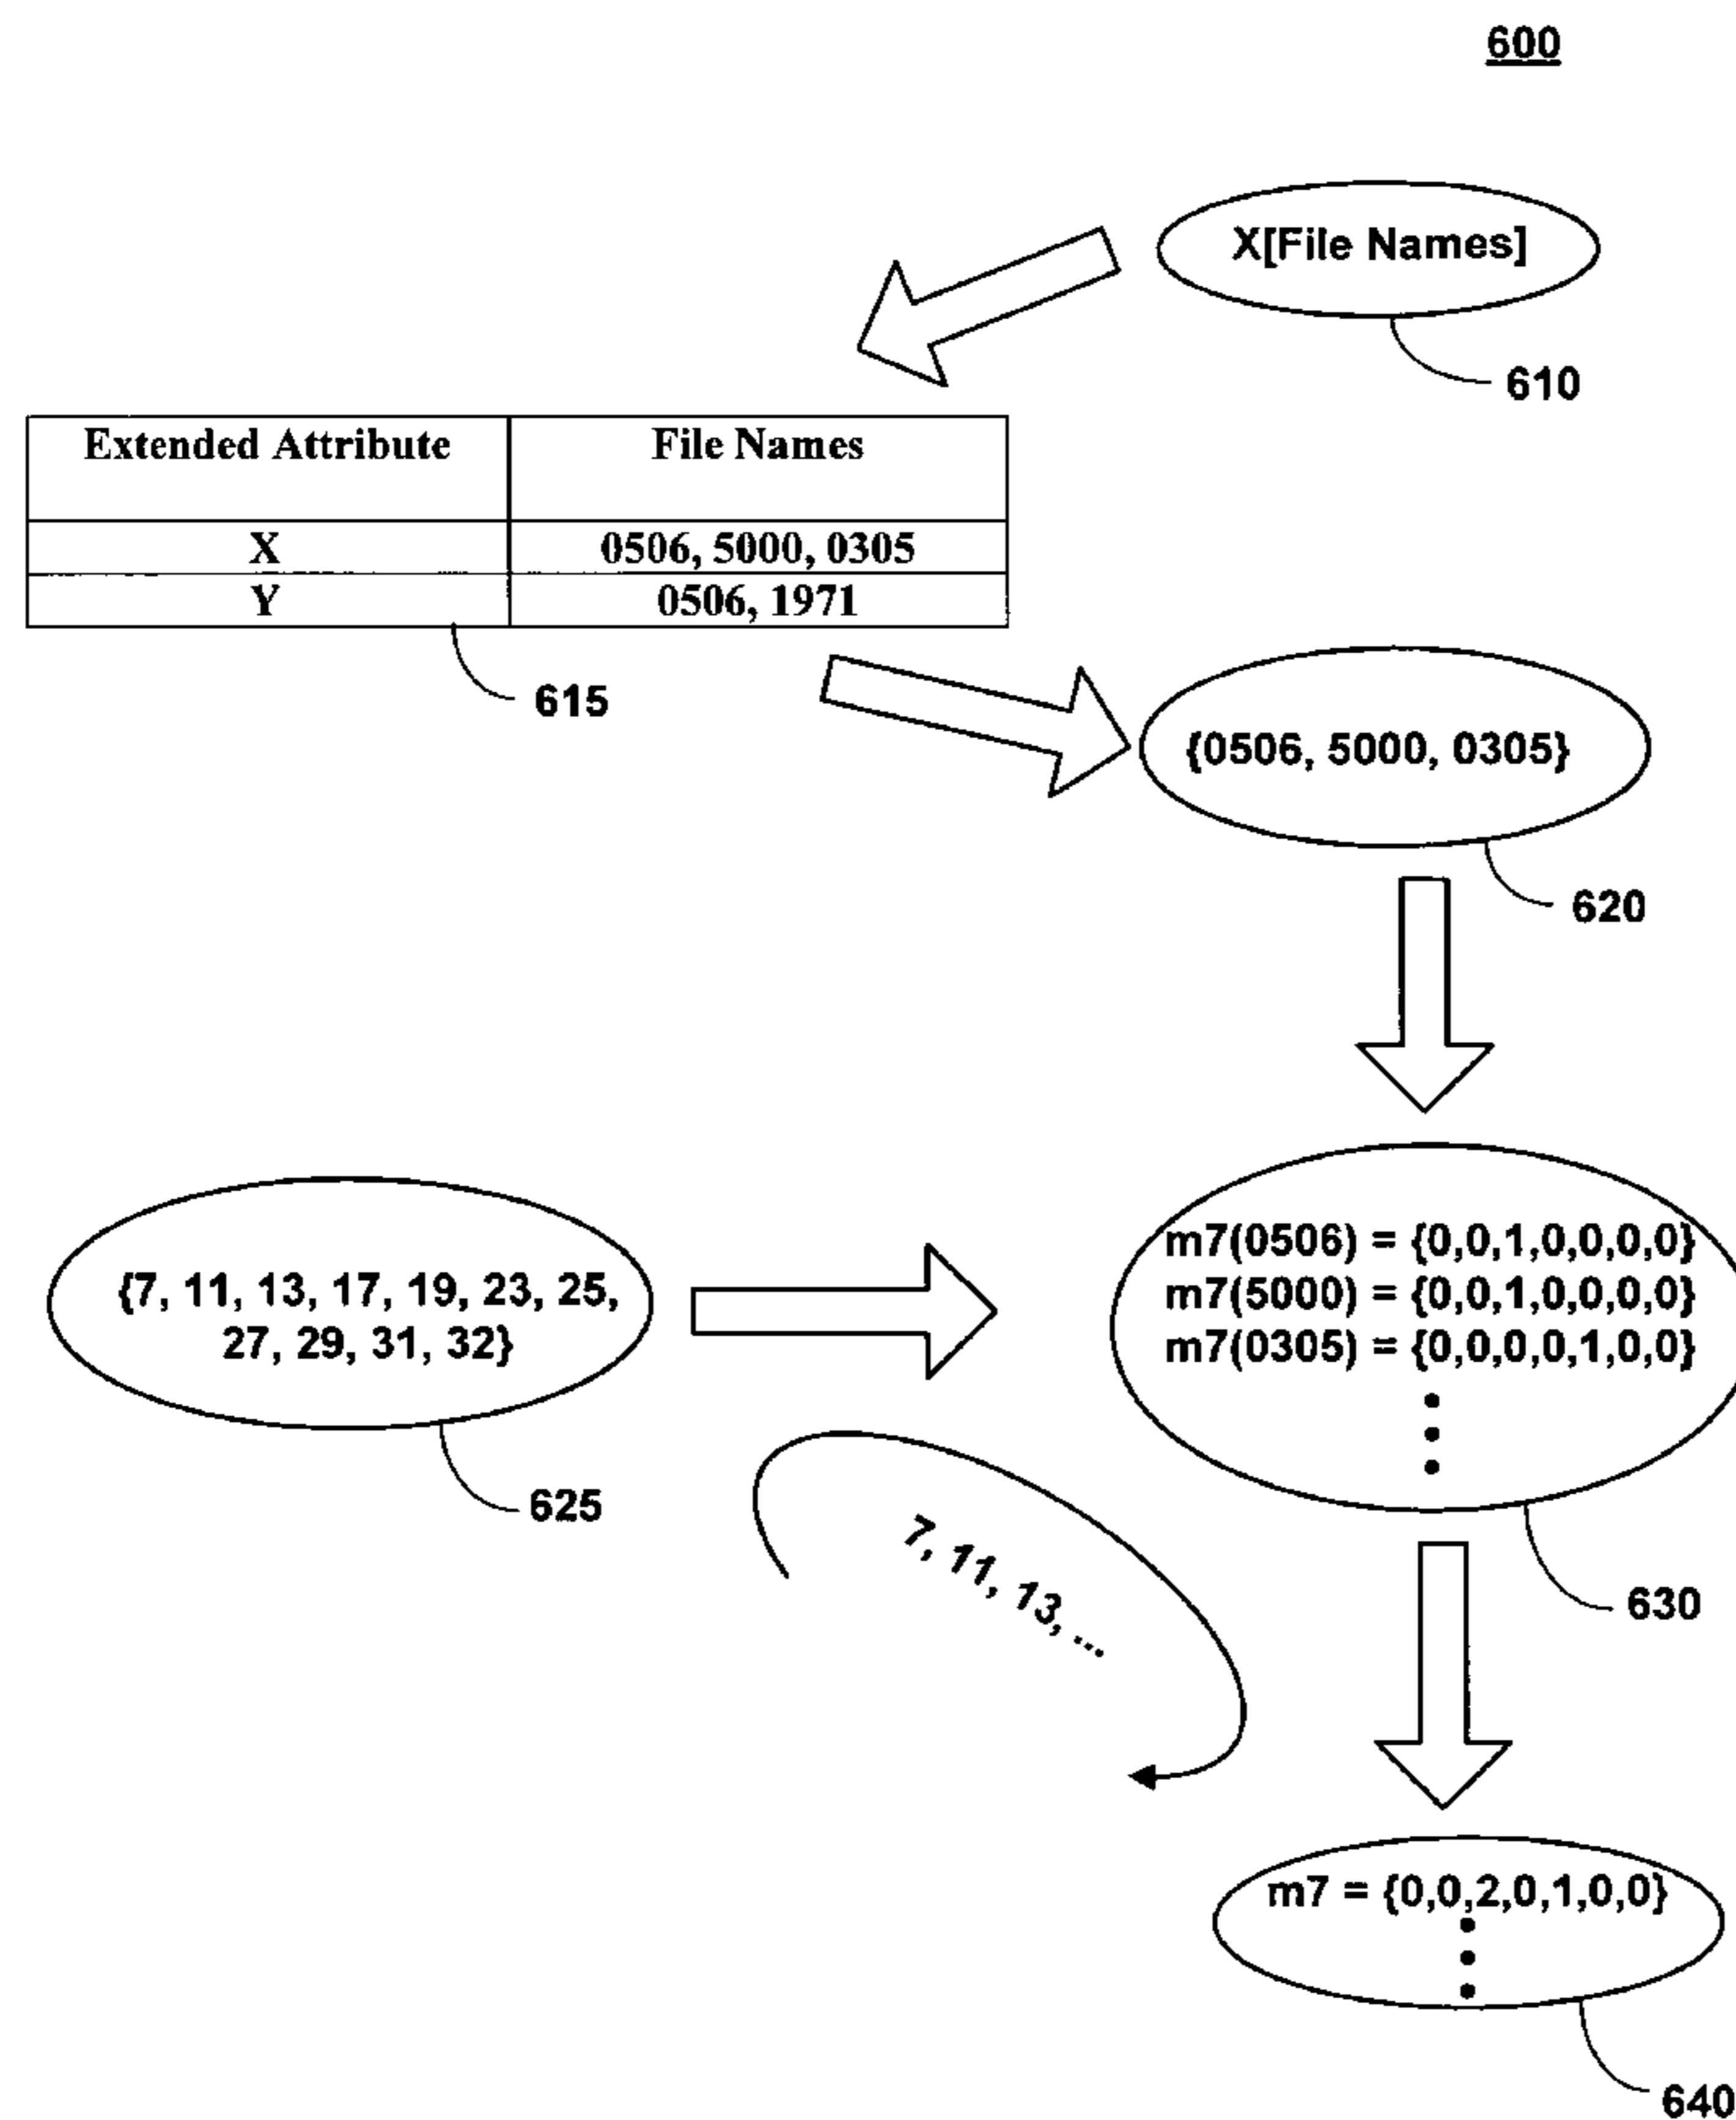 600
X[File Names]
610
Extended Attribute File Names
X 0506, 5000, 0305
Y 0506, 1971
615
{0506, 5000, 0305}
620
{7, 11, 13, 17, 19, 23, 25,
27, 29, 31, 32}
625
m7(0506) = {0,0,1,0,0,0,0}
m7(5000) = {0,0,1,0,0,0,0}
m7(0305) = {0,0,0,0,1,0,0}
7, 11, 13, ...
630
m7 = {0,0,2,0,1,0,0}
640